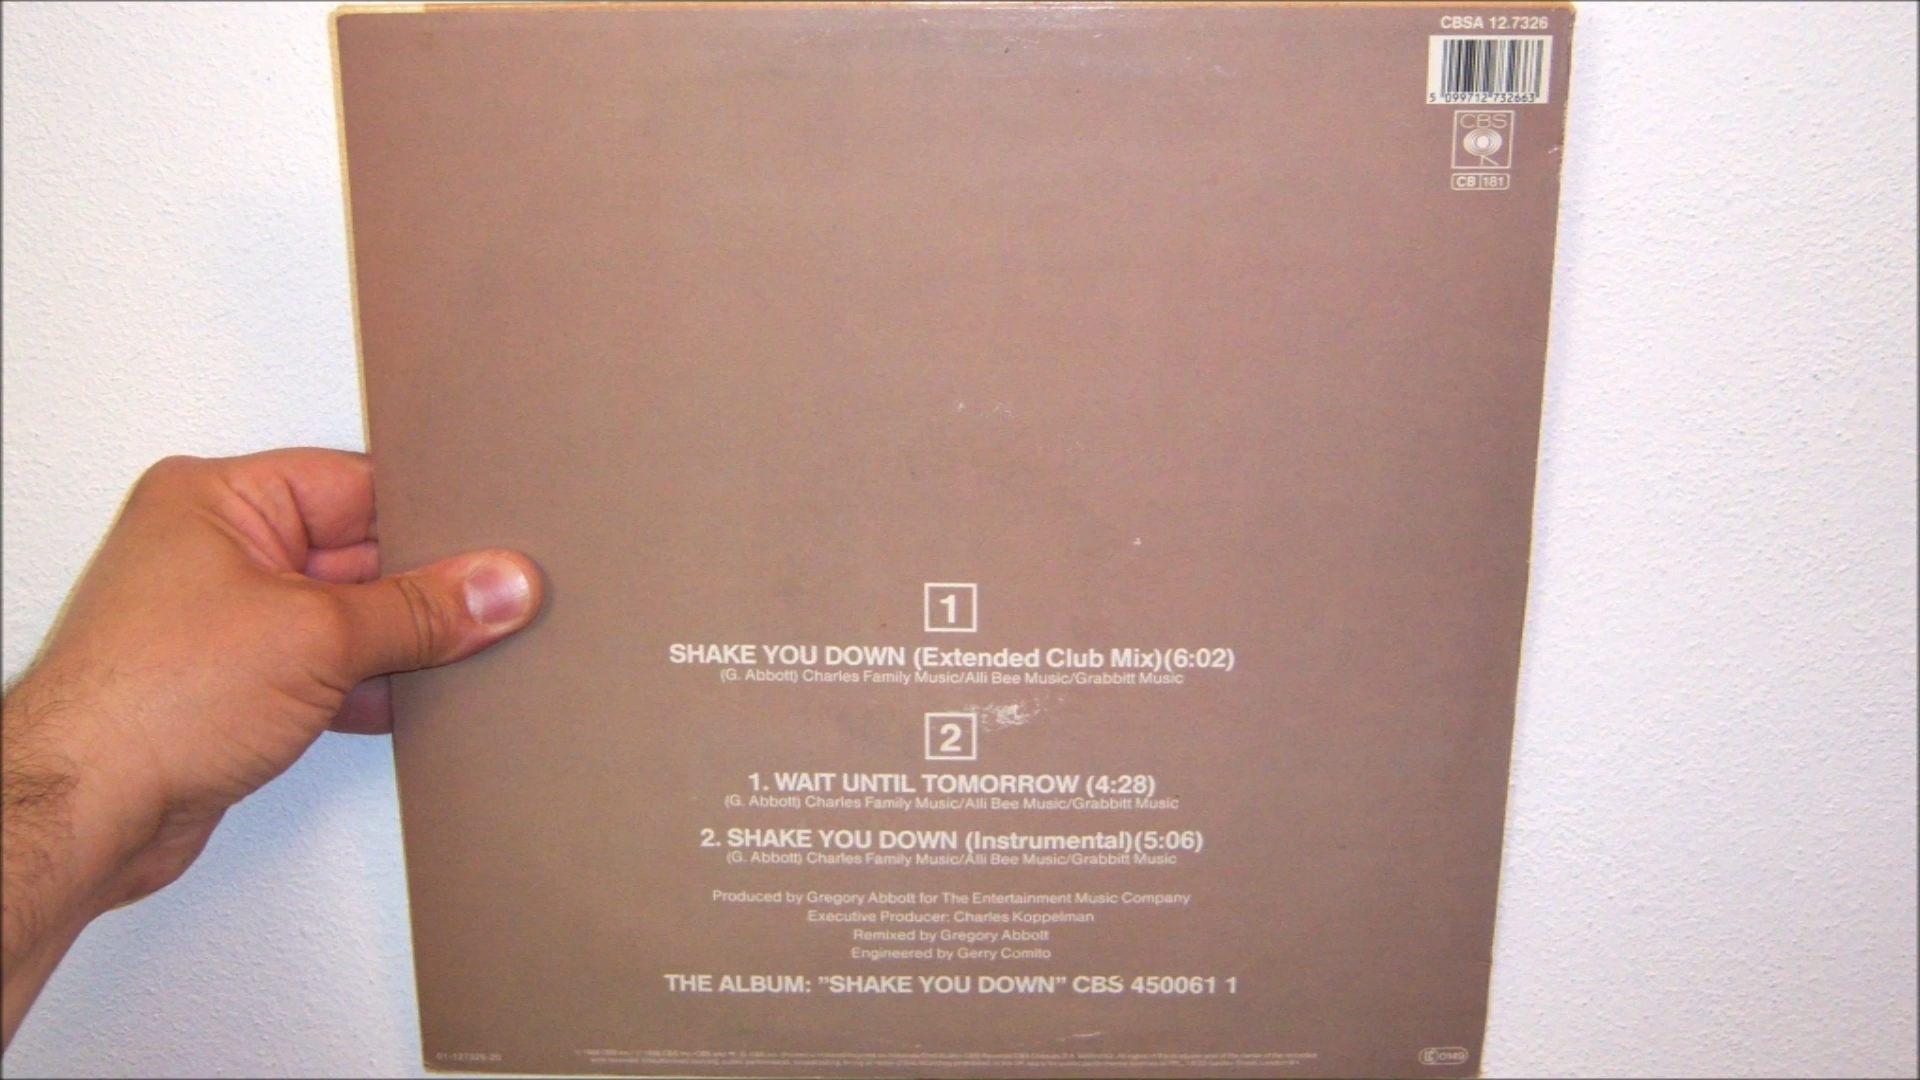 CBSA 12.7326
5 099712 732663
CBS
CB 181
1
SHAKE YOU DOWN (Extended Club Mix)(6:02)
(G. Abbott) Charles Family Music/Alli Bee Music/Grabbitt Music
2
1. WAIT UNTIL TOMORROW (4:28)
(G. Abbott) Charles Family Music/Alli Bee Music/Grabbitt Music
2. SHAKE YOU DOWN (Instrumental)(5:06)
(G. Abbott) Charles Family Music/Alli Bee Music/Grabbitt Music
Produced by Gregory Abbott for The Entertainment Music Company
Executive Producer: Charles Koppelman
Remixed by Gregory Abbott
Engineered by Gerry Comito
THE ALBUM: "SHAKE YOU DOWN" CBS 450061 1
01-127326-20